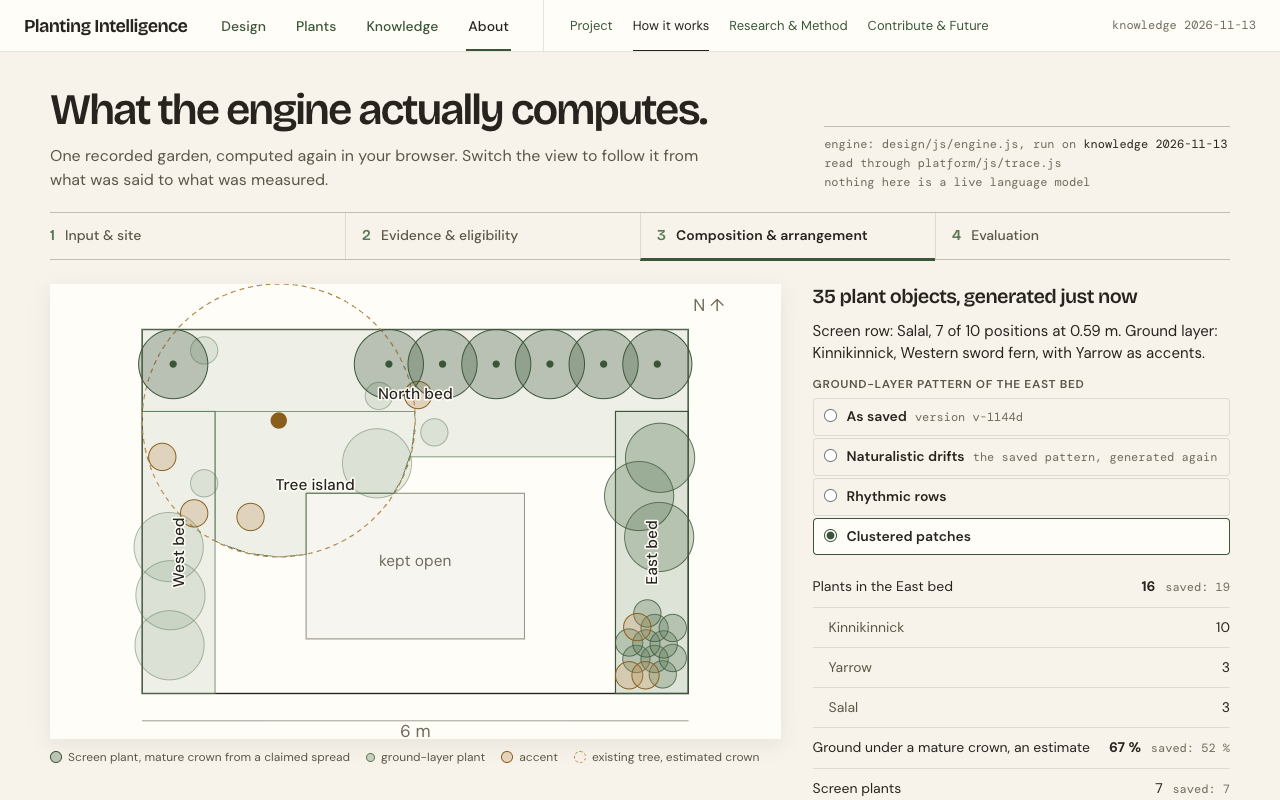 Planting Intelligence Design Plants Knowledge About Project How it works Research & Method Contribute & Future knowledge 2026-11-13
What the engine actually computes.
One recorded garden, computed again in your browser. Switch the view to follow it from
what was said to what was measured.
engine: design/js/engine.js, run on knowledge 2026-11-13
read through platform/js/trace.js
nothing here is a live language model
1 Input & site 2 Evidence & eligibility 3 Composition & arrangement 4 Evaluation
N ↑
North bed
Tree island
West bed
kept open
East bed
6 m
Screen plant, mature crown from a claimed spread ground-layer plant accent existing tree, estimated crown
35 plant objects, generated just now
Screen row: Salal, 7 of 10 positions at 0.59 m. Ground layer:
Kinnikinnick, Western sword fern, with Yarrow as accents.
GROUND-LAYER PATTERN OF THE EAST BED
As saved version v-1144d
Naturalistic drifts the saved pattern, generated again
Rhythmic rows
Clustered patches
Plants in the East bed 16 saved: 19
Kinnikinnick 10
Yarrow 3
Salal 3
Ground under a mature crown, an estimate 67 % saved: 52 %
Screen plants 7 saved: 7